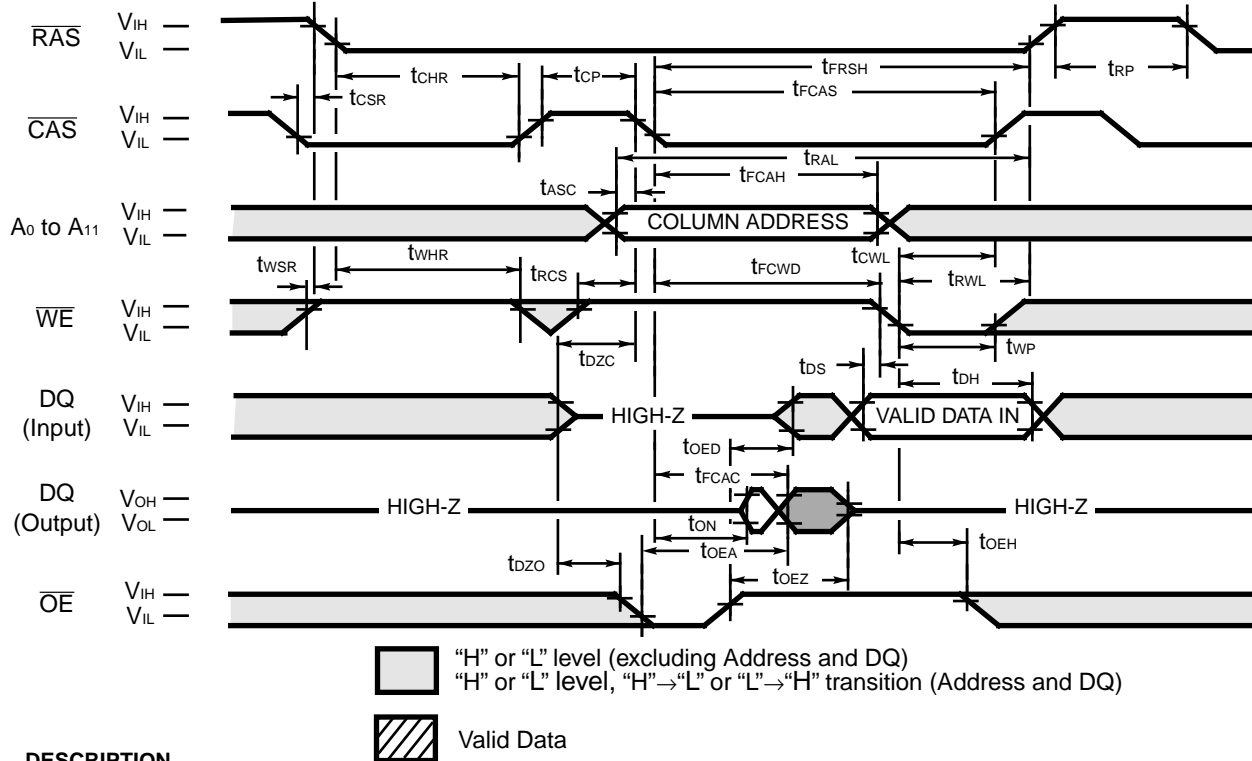 RAS VIH VIL
tCHR tCP tFRSH tRP
tCSR tFCAS
CAS VIH VIL
tRAL
tASC tFCAH
A0 to A11 VIH VIL COLUMN ADDRESS
tWSR tWHR tRCS tFCWD tCWL tRWL
WE VIH VIL
tDZC tWP
tDS tDH
DQ (Input) VIH VIL HIGH-Z VALID DATA IN
tOED
tFCAC
DQ (Output) VOH VOL HIGH-Z HIGH-Z
tON
tOEA tOEH
tDZO tOEZ
OE VIH VIL
“H” or “L” level (excluding Address and DQ)
“H” or “L” level, “H”→“L” or “L”→“H” transition (Address and DQ)
Valid Data
DESCRIPTION